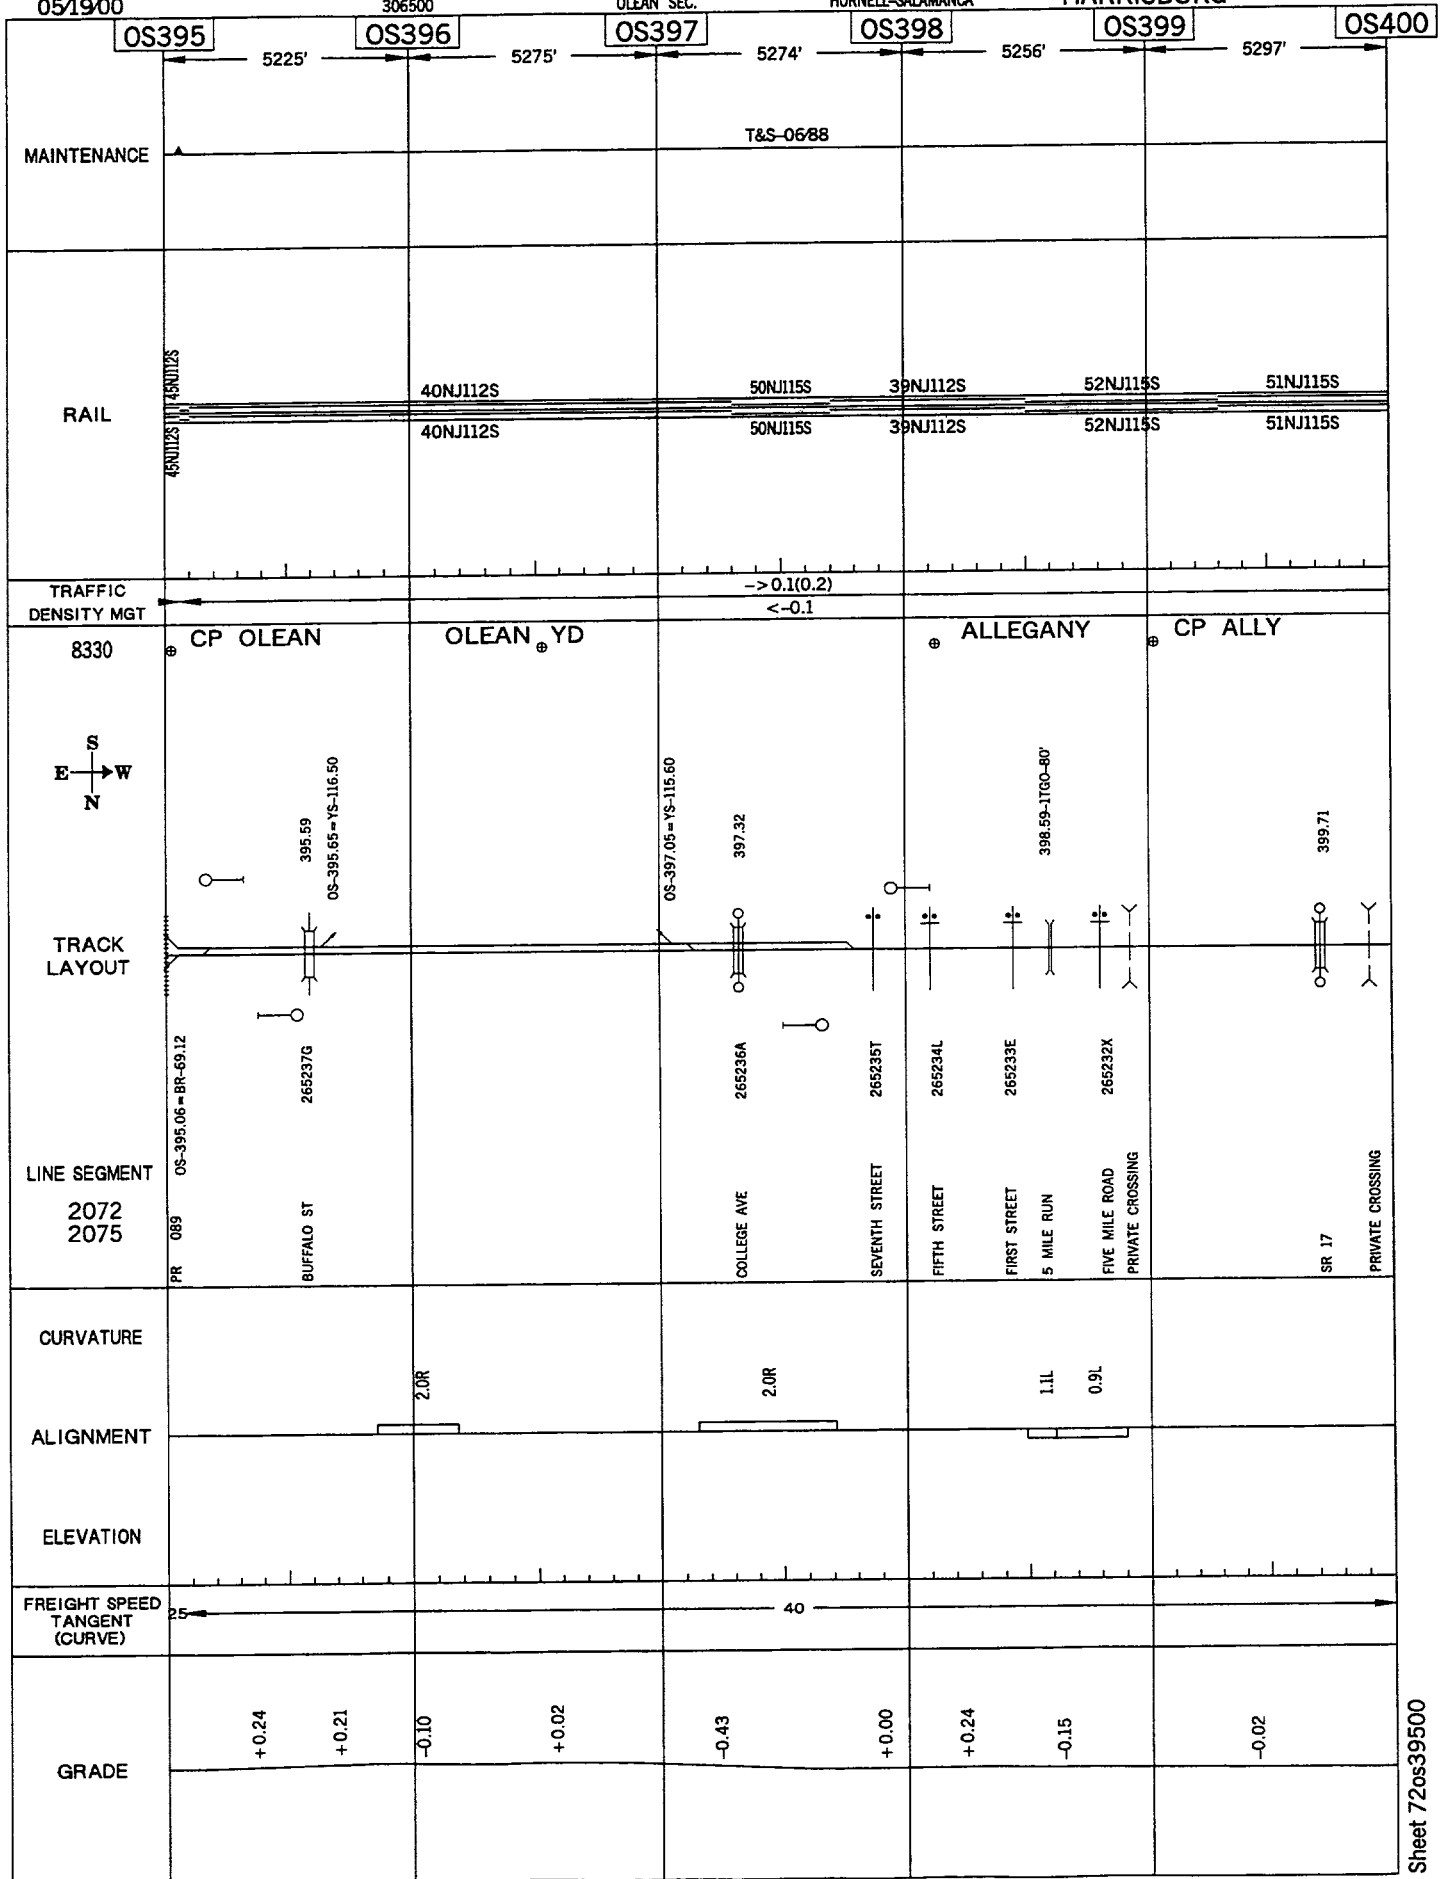 05/19/00 306500 OLEAN SEC. HORNELL-SALAMANCA HARRISBURG
OS395 OS396 OS397 OS398 OS399 OS400
5225' 5275' 5274' 5256' 5297'
MAINTENANCE
T&S-06/88
RAIL
45NJ112S 40NJ112S 50NJ115S 39NJ112S 52NJ115S 51NJ115S
45NJ112S 40NJ112S 50NJ115S 39NJ112S 52NJ115S 51NJ115S
TRAFFIC
DENSITY MGT
->0.1(0.2)
<-0.1
8330
CP OLEAN OLEAN YD ALLEGANY CP ALLY
S
E W
N
395.59
OS-395.65=YS-116.50
OS-397.05=YS-115.60
397.32
398.59-1TGO-80'
399.71
TRACK
LAYOUT
OS-395.06=BR-69.12
265237G
265236A
265235T
265234L
265233E
265232X
LINE SEGMENT
2072
2075
PR 089
BUFFALO ST
COLLEGE AVE
SEVENTH STREET
FIFTH STREET
FIRST STREET
5 MILE RUN
FIVE MILE ROAD
PRIVATE CROSSING
SR 17
PRIVATE CROSSING
CURVATURE
2.0R
2.0R
1.1L
0.9L
ALIGNMENT
ELEVATION
FREIGHT SPEED
TANGENT
(CURVE)
25
40
GRADE
+0.24
+0.21
-0.10
+0.02
-0.43
+0.00
+0.24
-0.15
-0.02
Sheet 72os39500